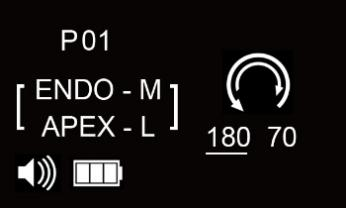 P01
ENDO - M
APEX - L
180 70